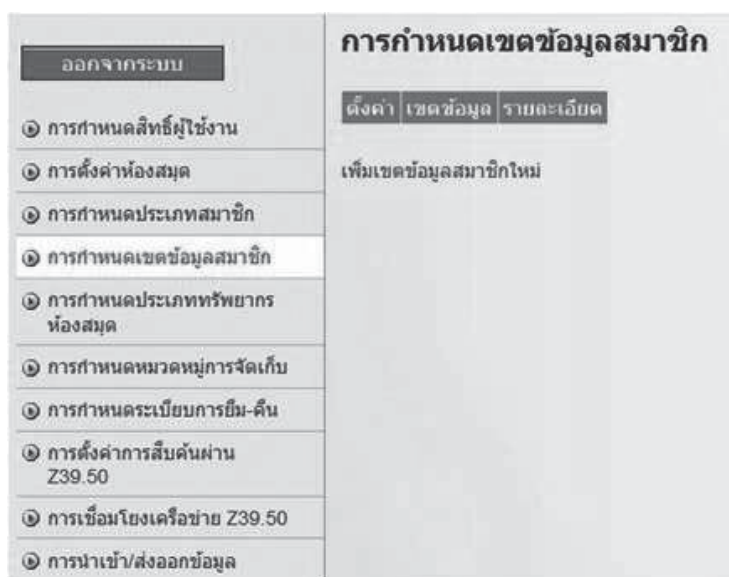 ออกจากระบบ
การกำหนดสิทธิ์ผู้ใช้งาน
การตั้งค่าห้องสมุด
การกำหนดประเภทสมาชิก
การกำหนดเขตข้อมูลสมาชิก
การกำหนดประเภททรัพยากร
ห้องสมุด
การกำหนดหมวดหมู่การจัดเก็บ
การกำหนดระเบียบการยืม-คืน
การตั้งค่าการสืบค้นผ่าน
Z39.50
การเชื่อมโยงเครือข่าย Z39.50
การนำเข้า/ส่งออกข้อมูล
การกำหนดเขตข้อมูลสมาชิก
ตั้งค่า เขตข้อมูล รายละเอียด
เพิ่มเขตข้อมูลสมาชิกใหม่